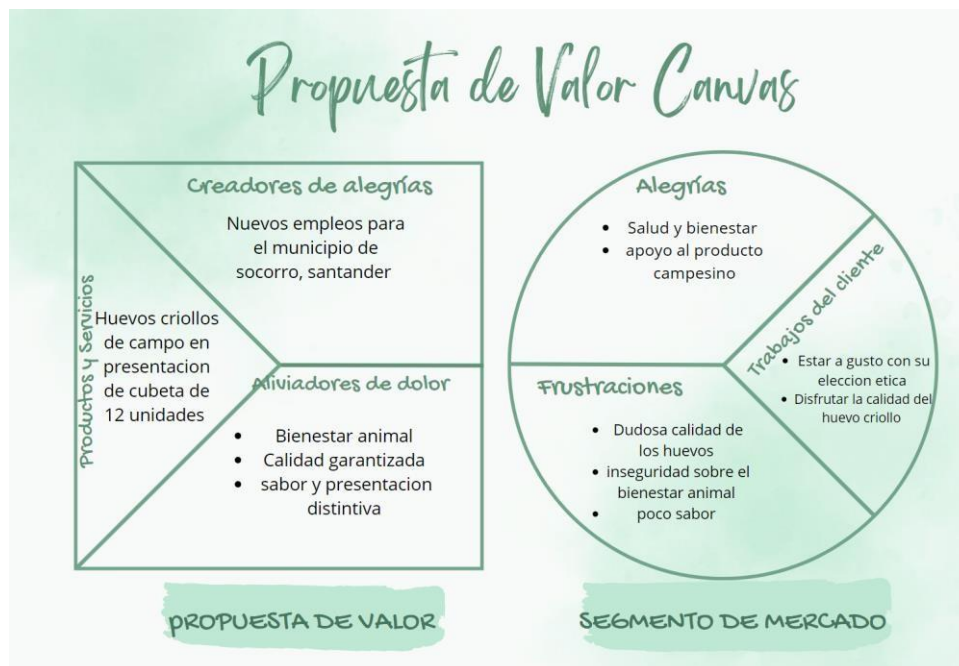 Propuesta de Valor Canvas
Creadores de alegrías
Nuevos empleos para
el municipio de
socorro, santander
Productos y Servicios
Huevos criollos
de campo en
presentacion
de cubeta de
12 unidades
Aliviadores de dolor
• Bienestar animal
• Calidad garantizada
• sabor y presentacion
distintiva
Alegrías
• Salud y bienestar
• apoyo al producto
campesino
Trabajos del cliente
• Estar a gusto con su
eleccion etica
• Disfrutar la calidad del
huevo criollo
Frustraciones
• Dudosa calidad de
los huevos
• inseguridad sobre el
bienestar animal
• poco sabor
pROPUESTA DE VALOR
SEGMENTO DE MERCADO